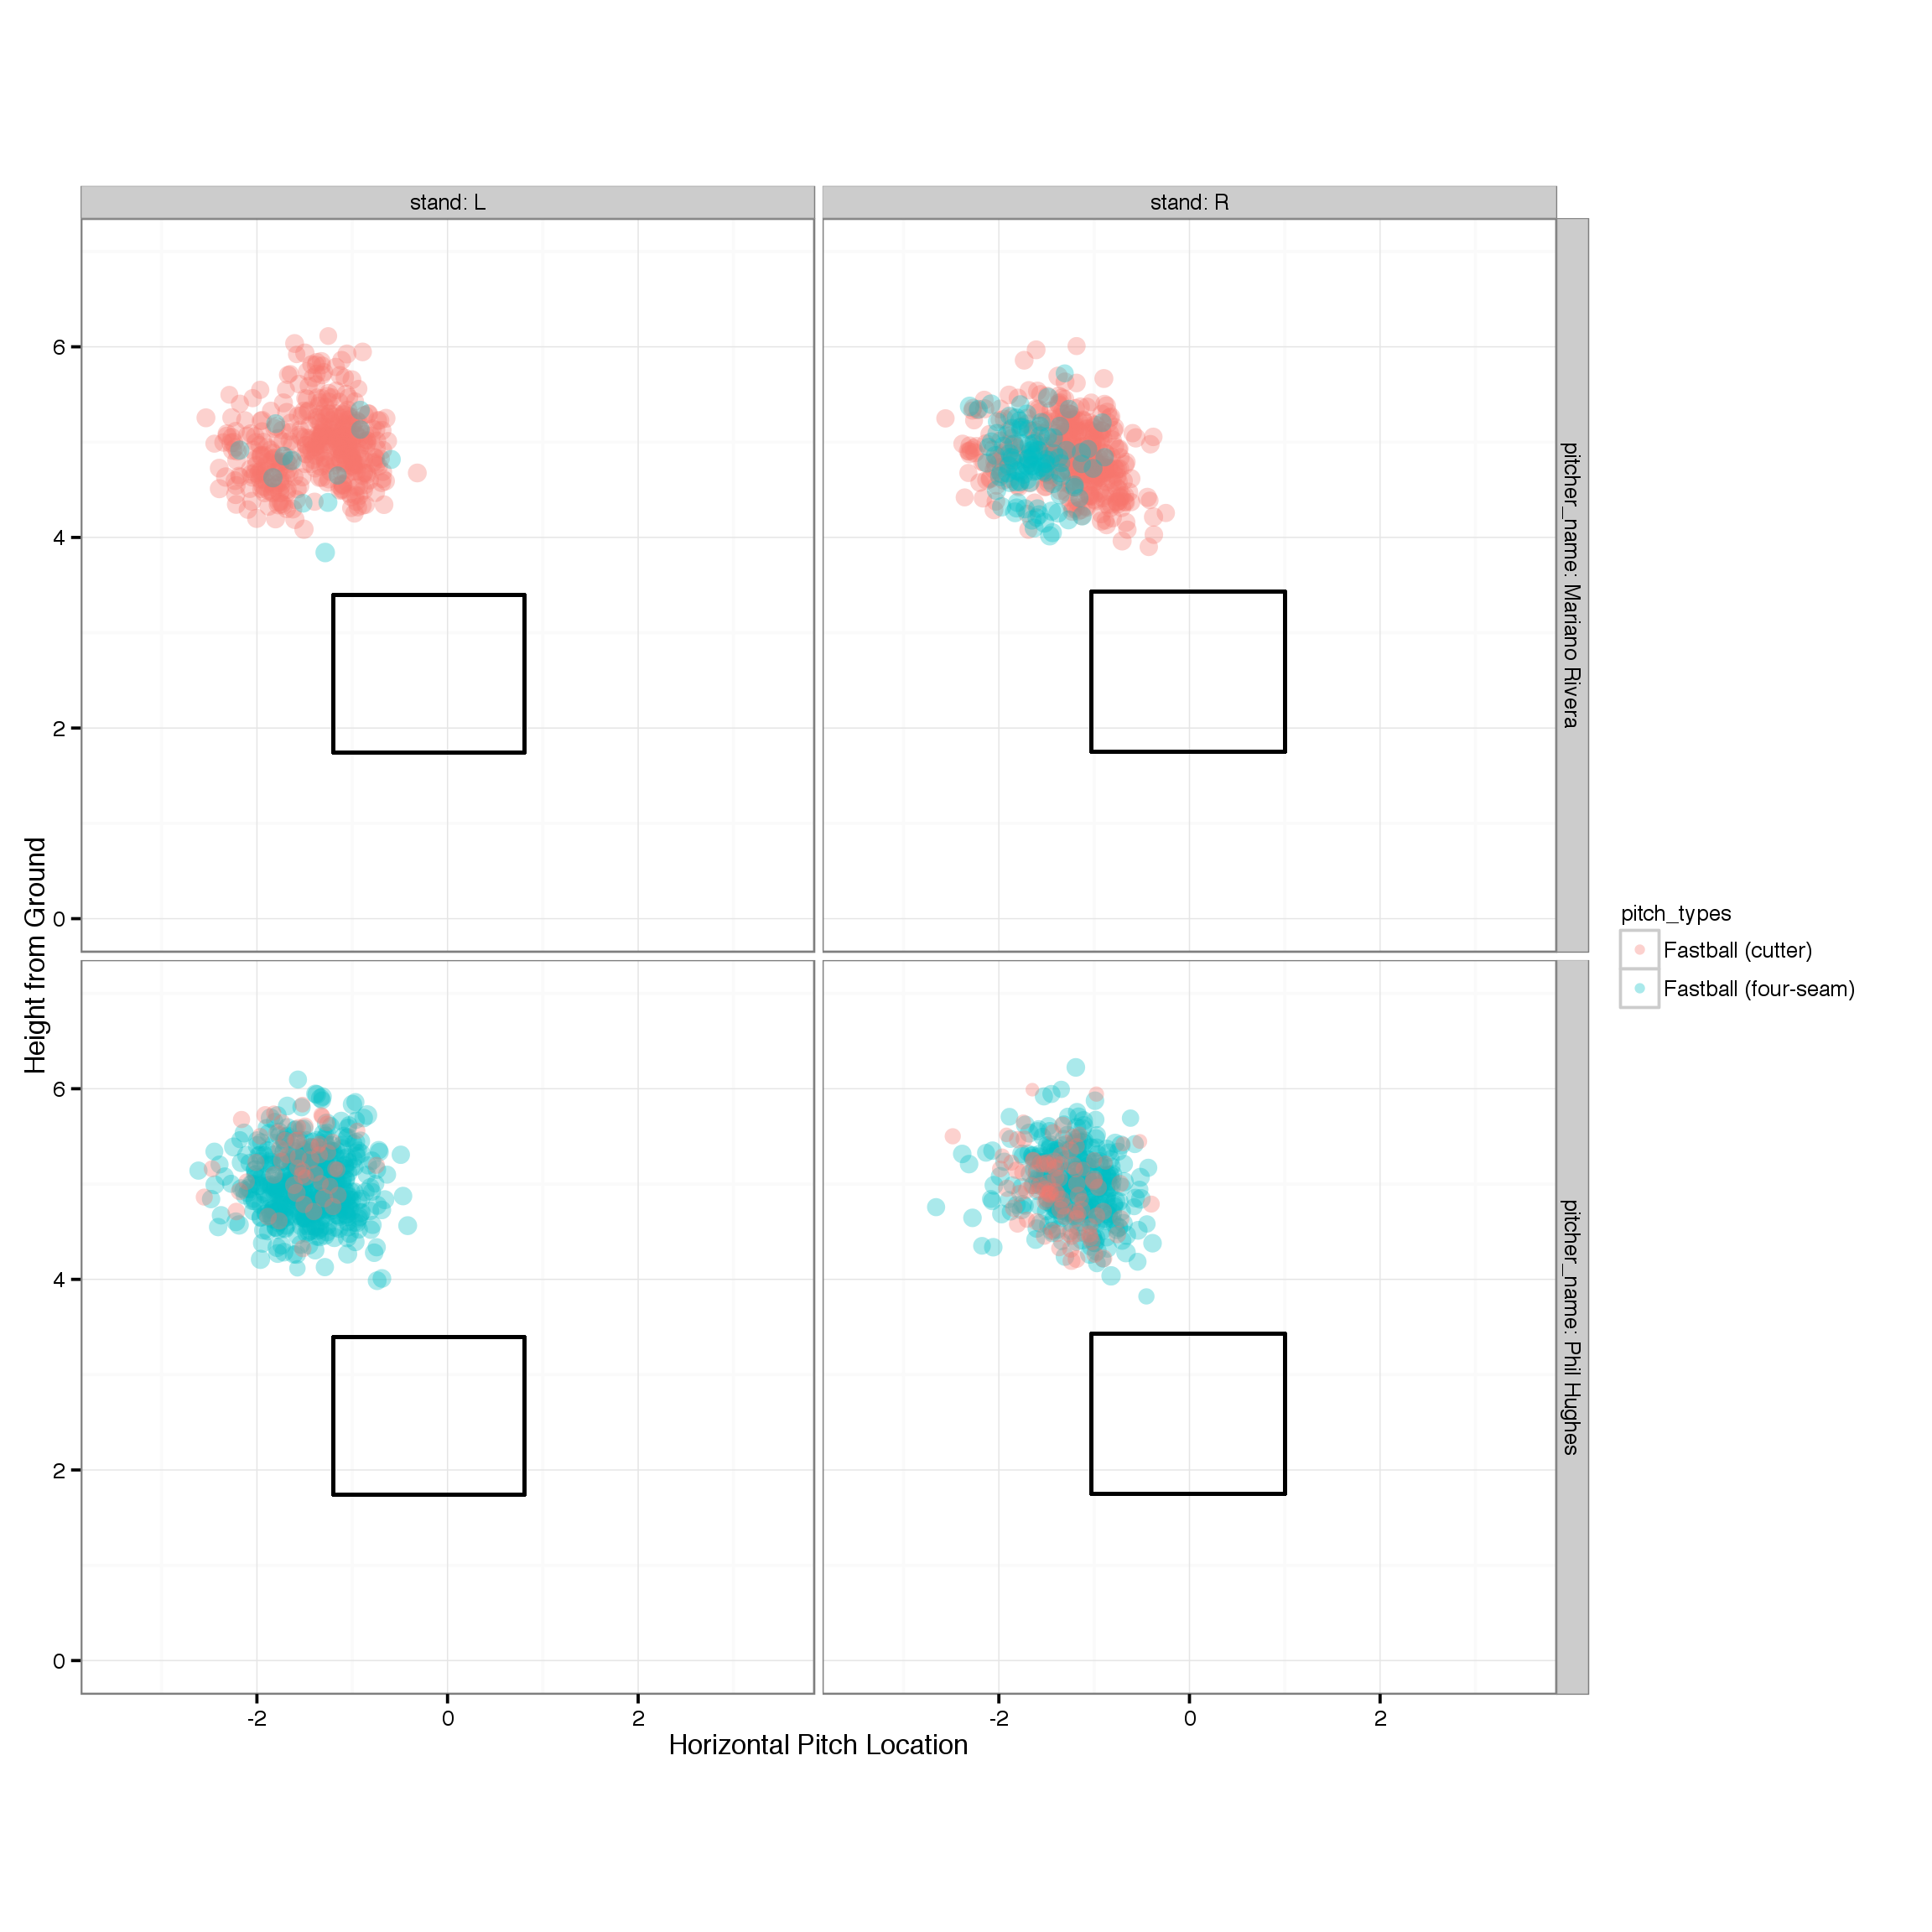 stand: L
stand: R
6
4
2
0
pitcher_name: Mariano Rivera
6
4
2
0
pitcher_name: Phil Hughes
-2
0
2
-2
0
2
Horizontal Pitch Location
Height from Ground
pitch_types
Fastball (cutter)
Fastball (four-seam)